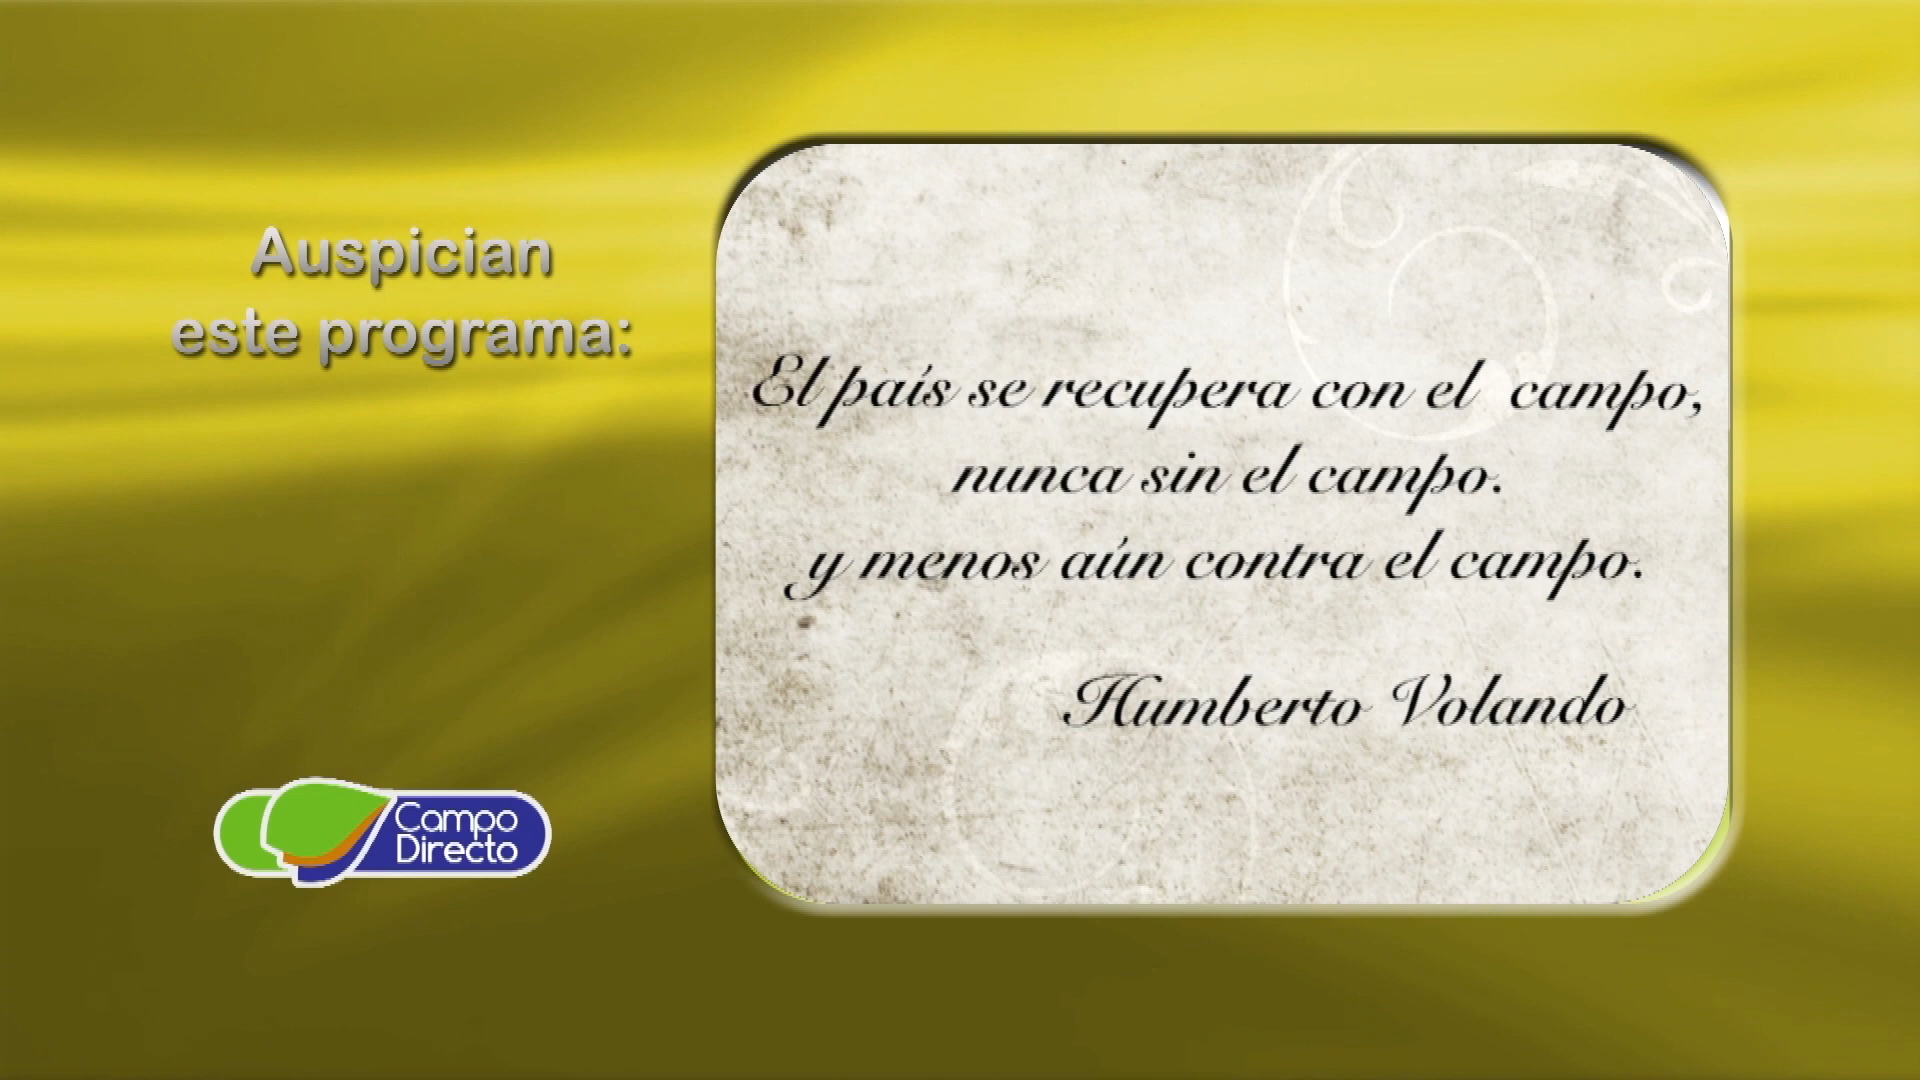 Auspician
este programa:
El país se recupera con el campo,
nunca sin el campo.
y menos aún contra el campo.
Humberto Volando
Campo
Directo